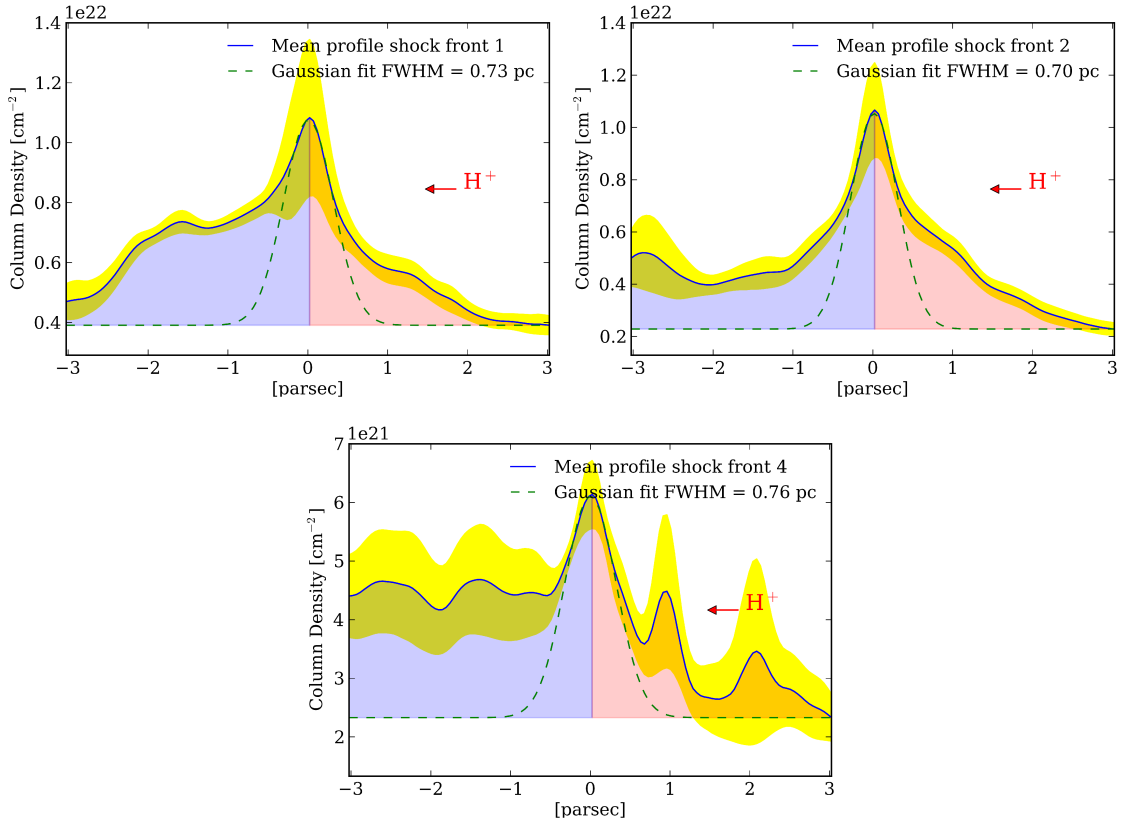 1e22
Mean profile shock front 1
Gaussian fit FWHM = 0.73 pc
H+
Column Density [cm−2]
1.4
1.2
1.0
0.8
0.6
0.4
−3 −2 −1 0 1 2 3
[parsec]
1e22
Mean profile shock front 2
Gaussian fit FWHM = 0.70 pc
H+
Column Density [cm−2]
1.4
1.2
1.0
0.8
0.6
0.4
0.2
−3 −2 −1 0 1 2 3
[parsec]
1e21
Mean profile shock front 4
Gaussian fit FWHM = 0.76 pc
H+
Column Density [cm−2]
7
6
5
4
3
2
−3 −2 −1 0 1 2 3
[parsec]